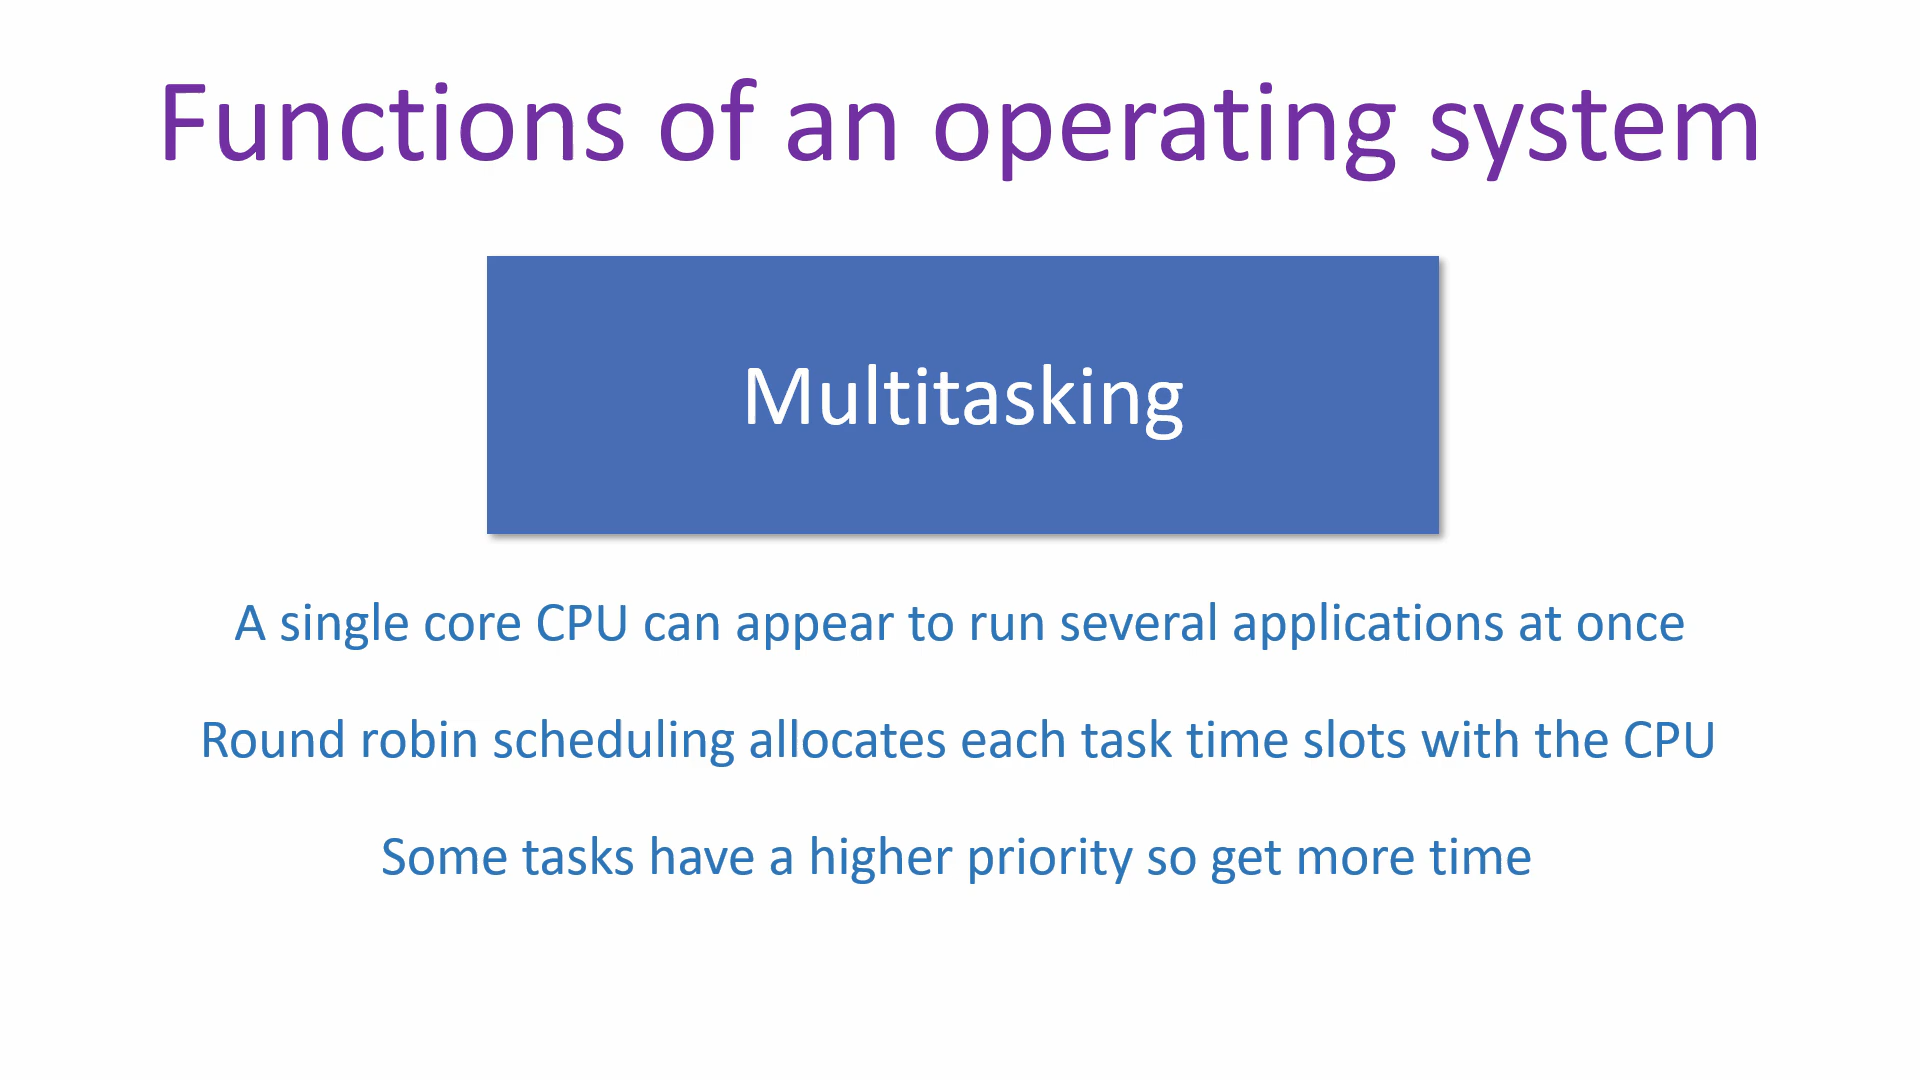 Functions of an operating system
Multitasking
A single core CPU can appear to run several applications at once
Round robin scheduling allocates each task time slots with the CPU
Some tasks have a higher priority so get more time